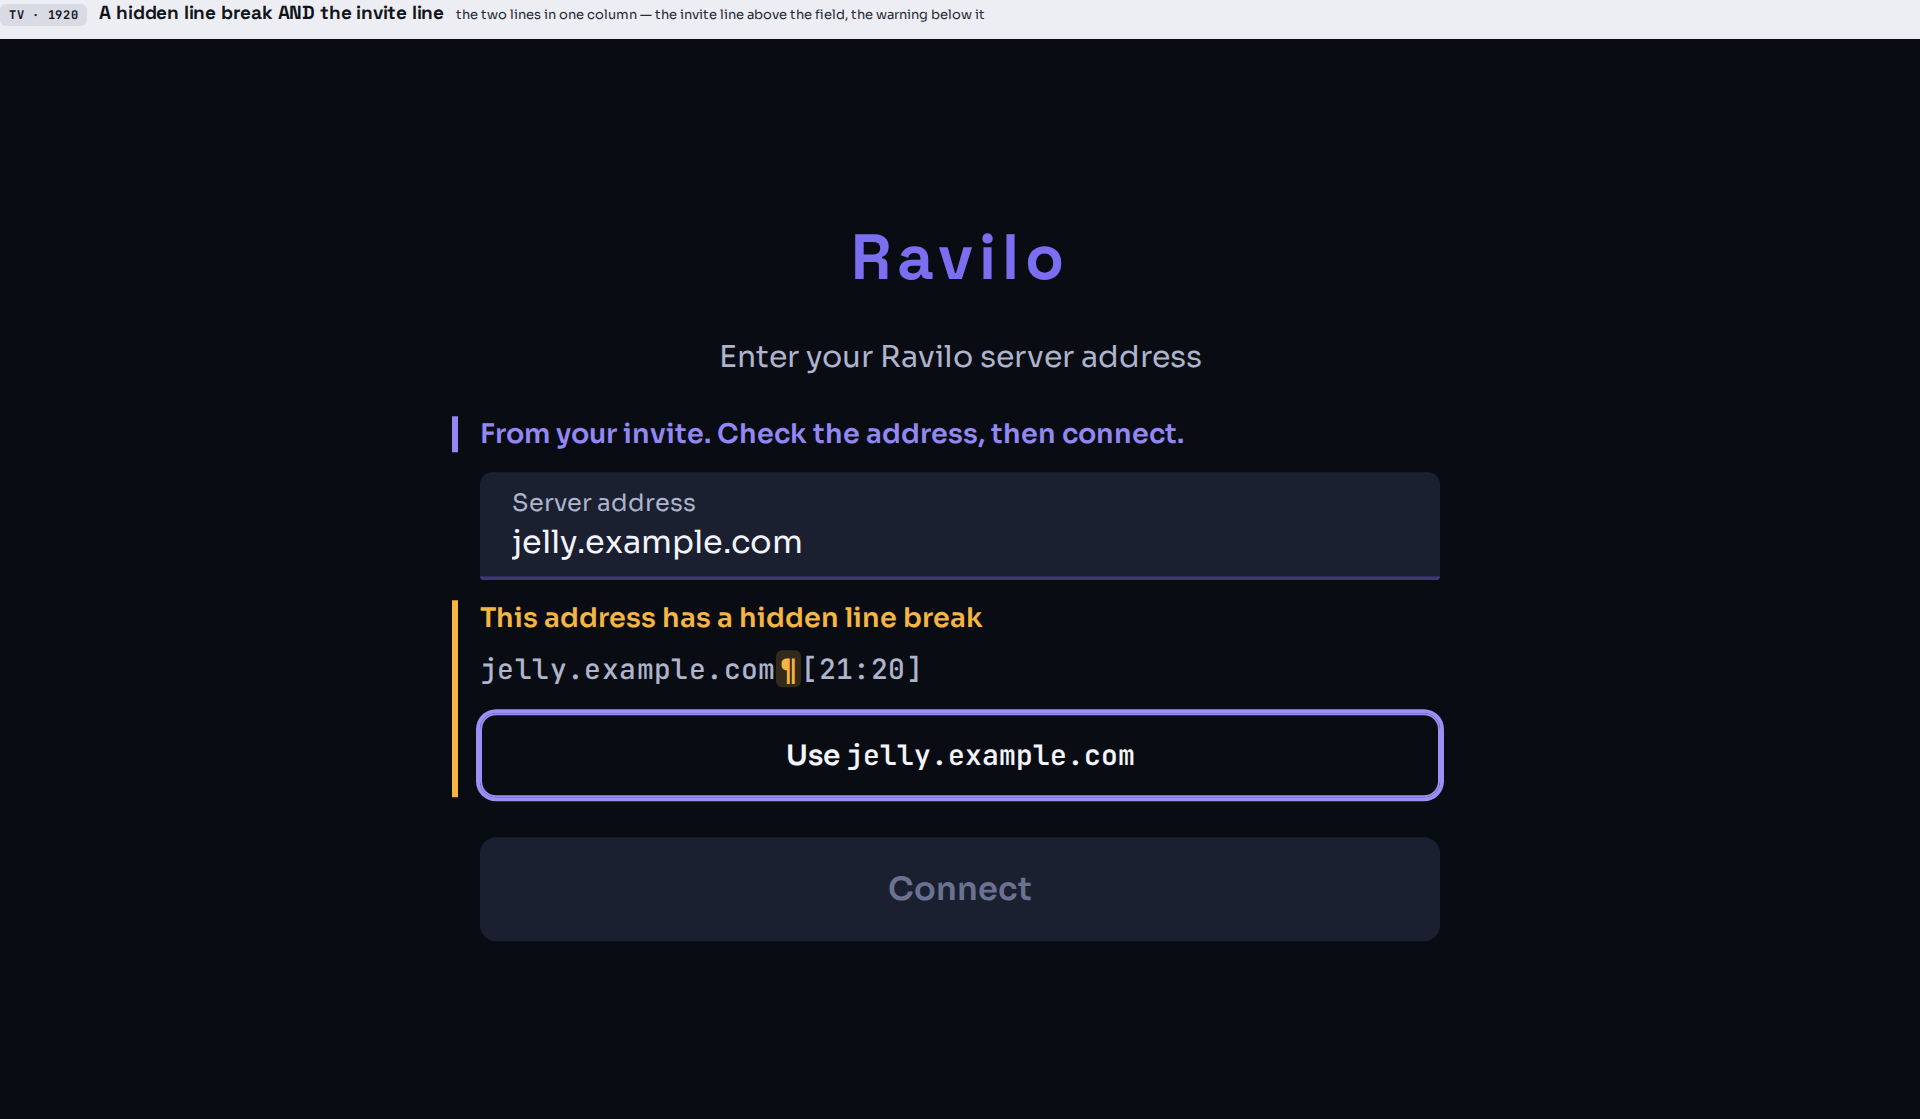 TV · 1920 A hidden line break AND the invite line the two lines in one column — the invite line above the field, the warning below it
Ravilo
Enter your Ravilo server address
From your invite. Check the address, then connect.
Server address
jelly.example.com
This address has a hidden line break
jelly.example.com¶[21:20]
Use jelly.example.com
Connect